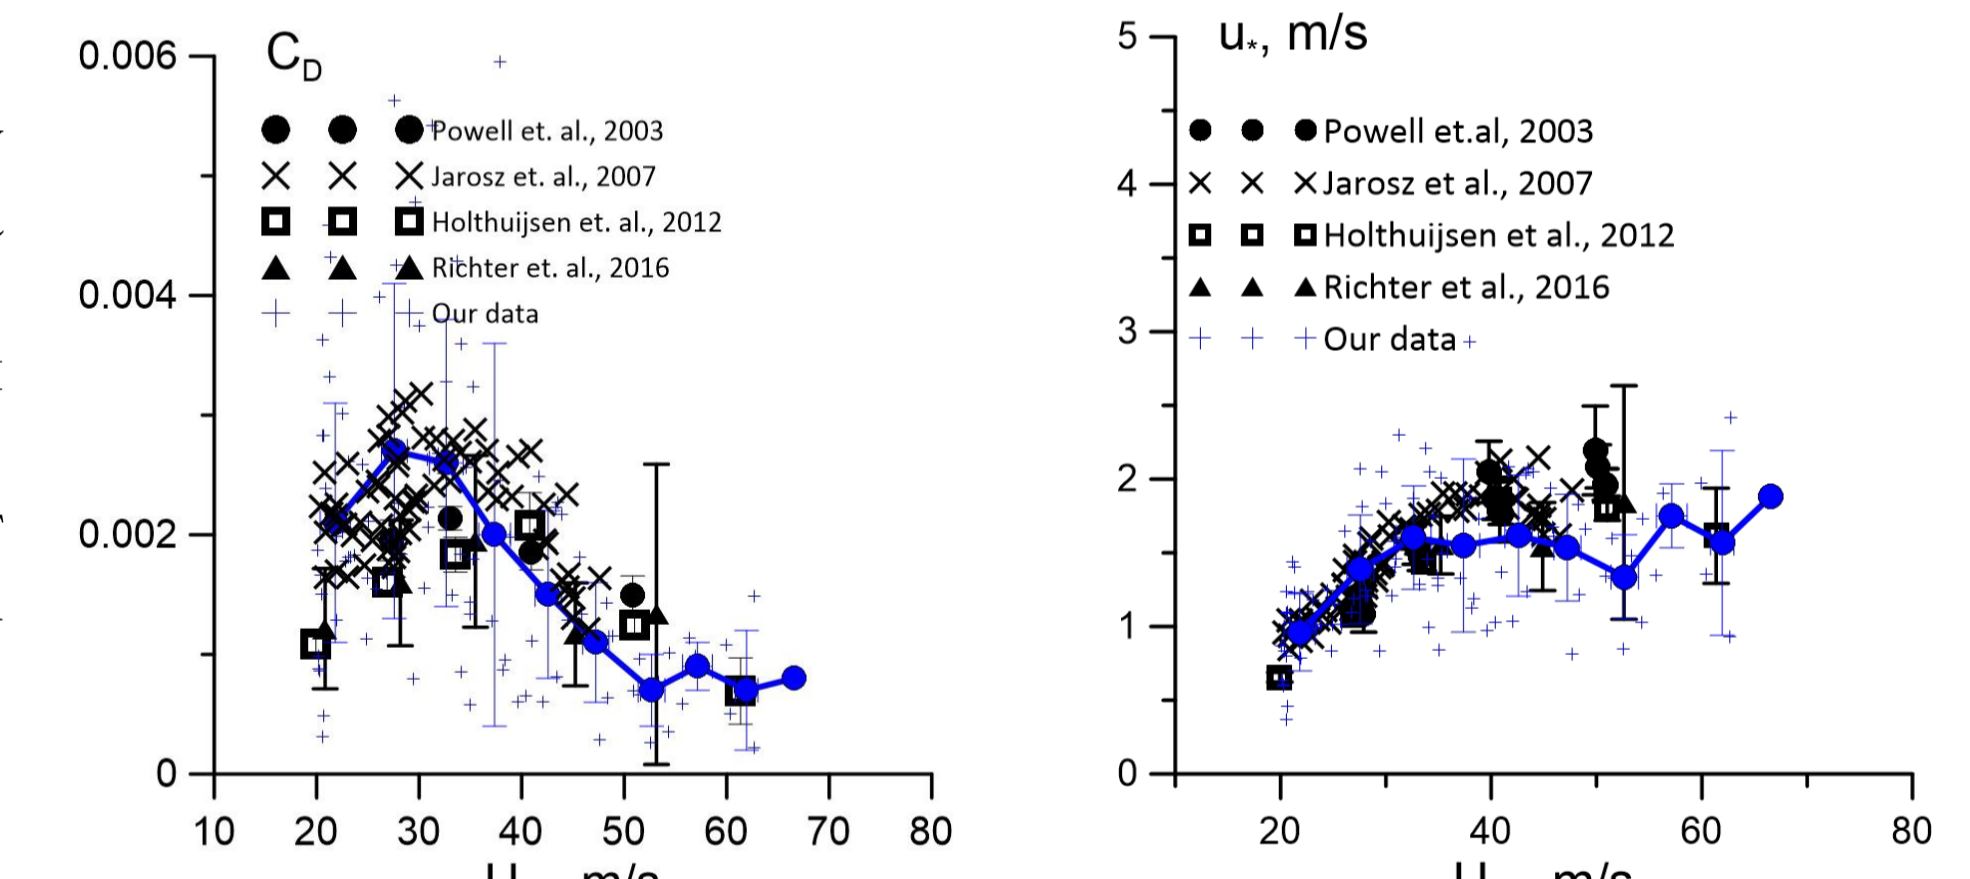 C_D
0.006
Powell et. al., 2003
Jarosz et. al., 2007
Holthuijsen et. al., 2012
Richter et. al., 2016
Our data
0.004
0.002
0
10 20 30 40 50 60 70 80
m/s
u*, m/s
5
Powell et.al, 2003
4
Jarosz et al., 2007
Holthuijsen et al., 2012
Richter et al., 2016
3
Our data
2
1
0
20 40 60 80
m/s